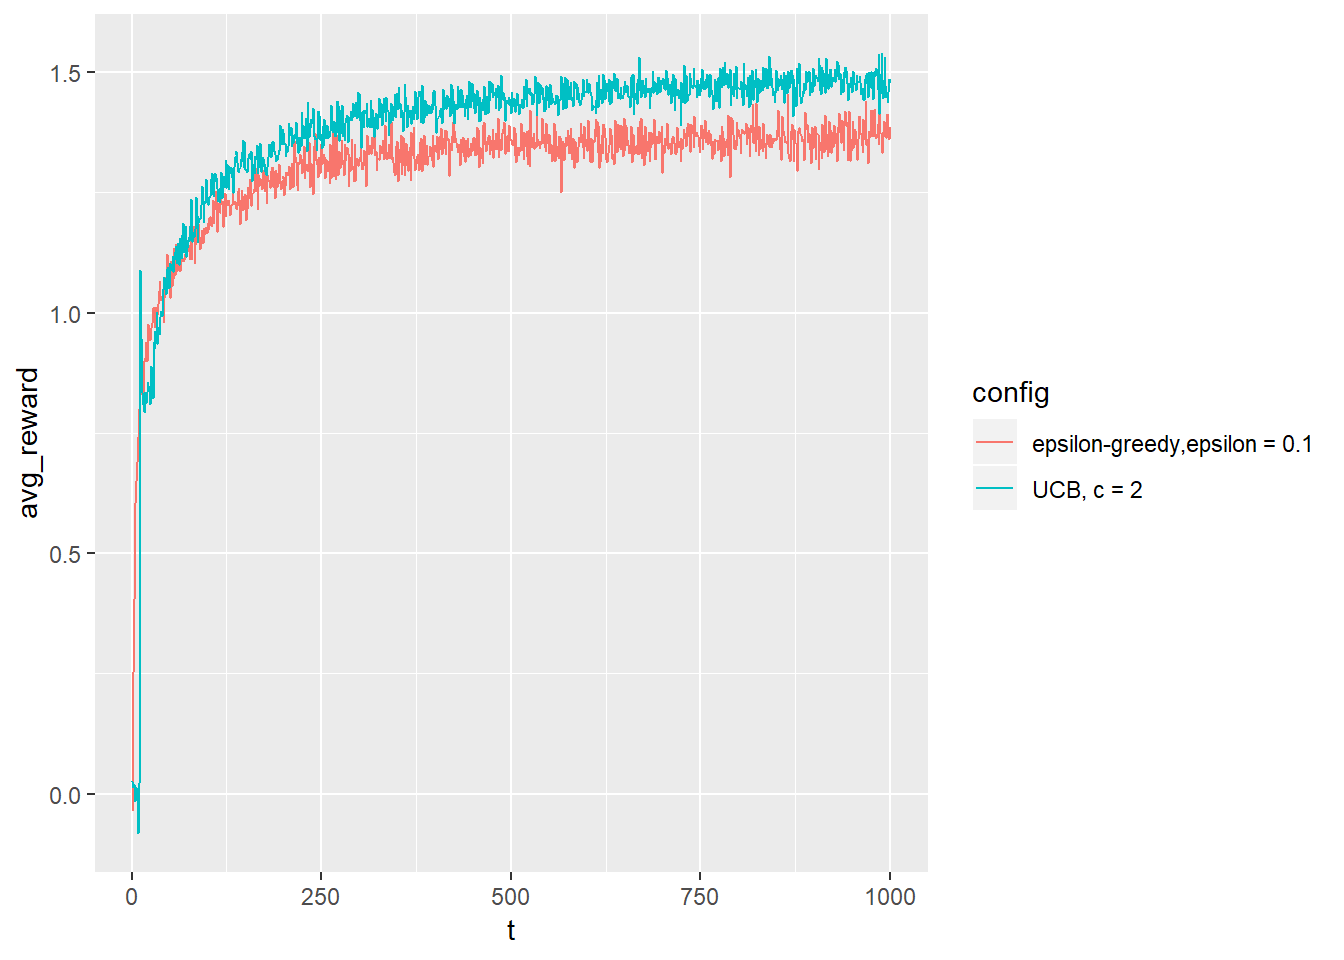 avg_reward
1.5
1.0
0.5
0.0
0
250
500
750
1000
t
config
epsilon-greedy,epsilon = 0.1
UCB, c = 2